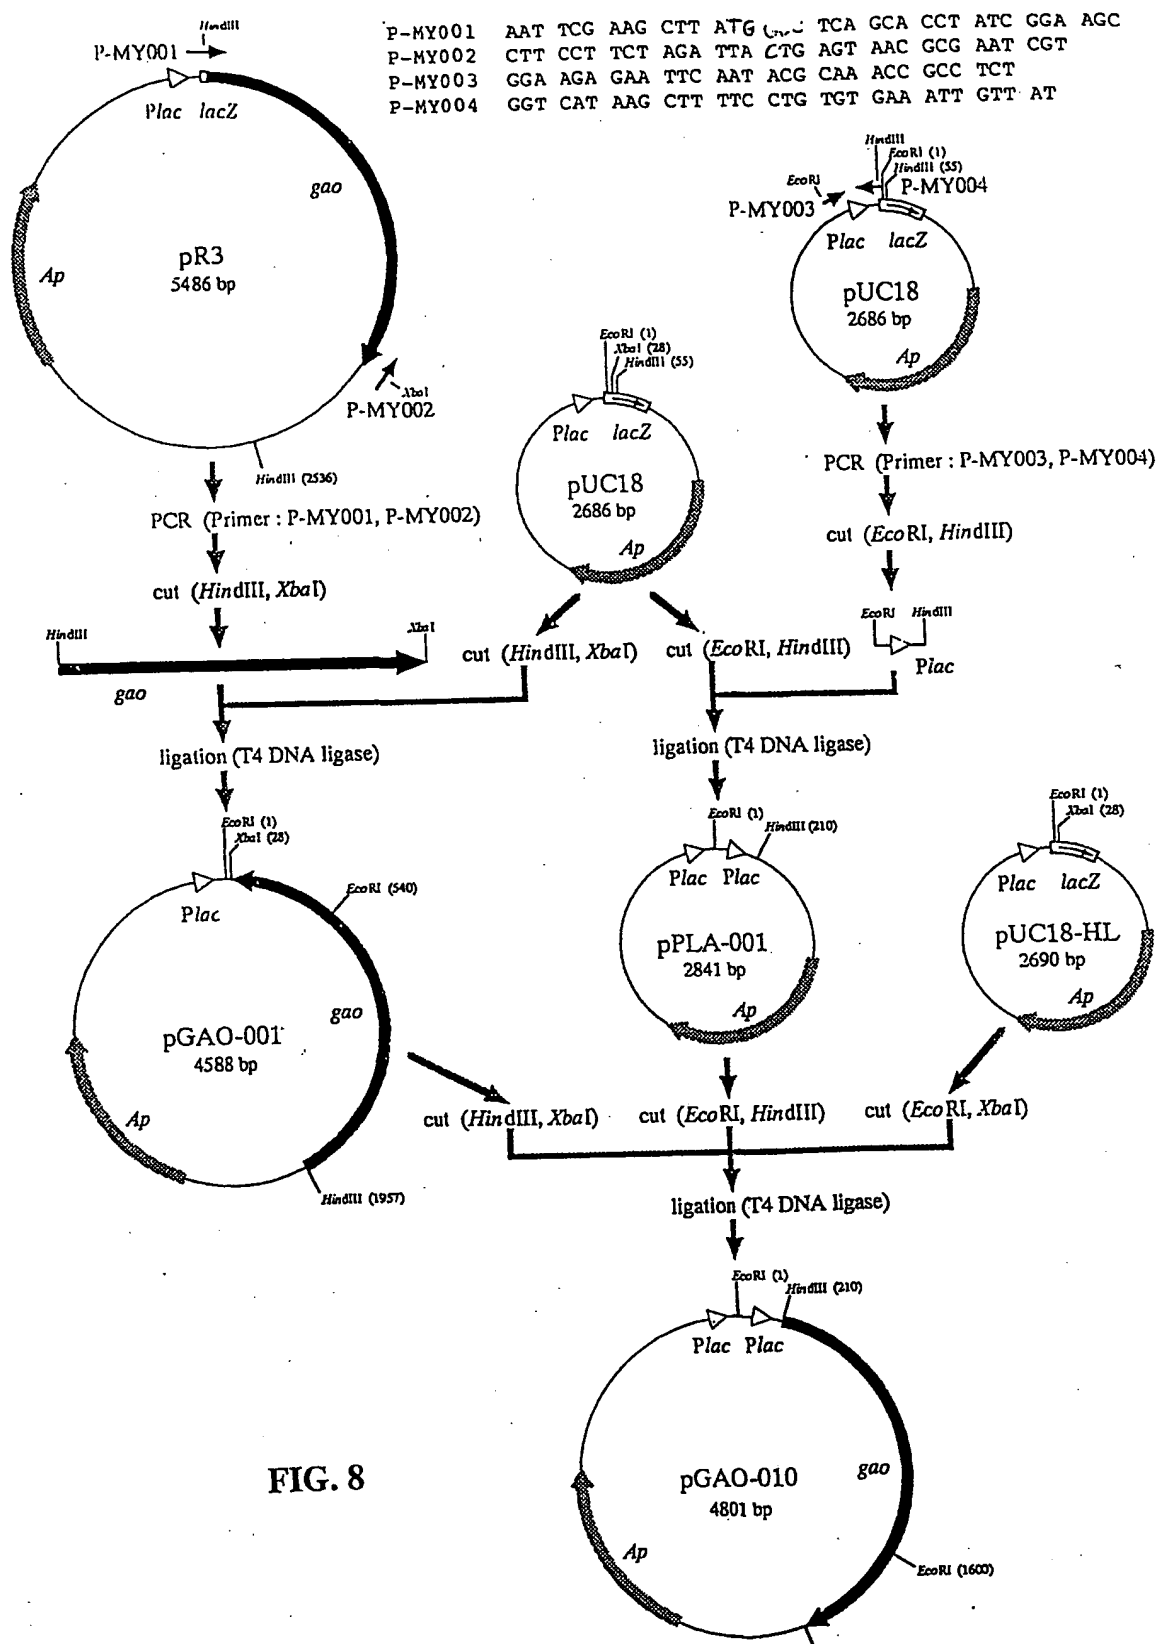 P-MY001 AAT TCG AAG CTT ATG TCA GCA CCT ATC GGA AGC
P-MY002 CTT CCT TCT AGA TTA CTG AGT AAC GCG AAT CGT
P-MY003 GGA AGA GAA TTC AAT ACG CAA ACC GCC TCT
P-MY004 GGT CAT AAG CTT TTC CTG TGT GAA ATT GTT AT
HindIII
P-MY001
Plac lacZ
gao
Ap
pR3
5486 bp
XbaI
P-MY002
HindIII (2536)
PCR (Primer : P-MY001, P-MY002)
cut (HindIII, XbaI)
HindIII
XbaI
gao
HindIII
EcoRI (1)
HindIII (55)
EcoRI
P-MY004
P-MY003
Plac lacZ
pUC18
2686 bp
Ap
PCR (Primer : P-MY003, P-MY004)
cut (EcoRI, HindIII)
EcoRI HindIII
Plac
EcoRI (1)
XbaI (28)
HindIII (55)
Plac lacZ
pUC18
2686 bp
Ap
cut (HindIII, XbaI)
cut (EcoRI, HindIII)
ligation (T4 DNA ligase)
ligation (T4 DNA ligase)
EcoRI (1)
XbaI (28)
EcoRI (540)
Plac
gao
pGAO-001
4588 bp
Ap
HindIII (1957)
EcoRI (1)
HindIII (210)
Plac Plac
pPLA-001
2841 bp
Ap
EcoRI (1)
XbaI (28)
Plac lacZ
pUC18-HL
2690 bp
Ap
cut (HindIII, XbaI)
cut (EcoRI, HindIII)
cut (EcoRI, XbaI)
ligation (T4 DNA ligase)
EcoRI (1)
HindIII (210)
Plac Plac
gao
pGAO-010
4801 bp
Ap
EcoRI (1600)
FIG. 8